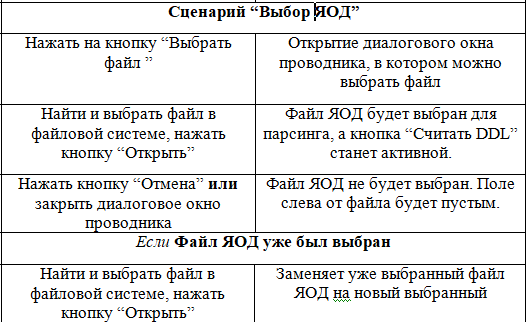 Сценарий “Выбор ЯОД”
Нажать на кнопку “Выбрать
файл ”
Открытие диалогового окна
проводника, в котором можно
выбрать файл
Найти и выбрать файл в
файловой системе, нажать
кнопку “Открыть”
Файл ЯОД будет выбран для
парсинга, а кнопка “Считать DDL”
станет активной.
Нажать кнопку “Отмена” или
закрыть диалоговое окно
проводника
Файл ЯОД не будет выбран. Поле
слева от файла будет пустым.
Если Файл ЯОД уже был выбран
Найти и выбрать файл в
файловой системе, нажать
кнопку “Открыть”
Заменяет уже выбранный файл
ЯОД на новый выбранный